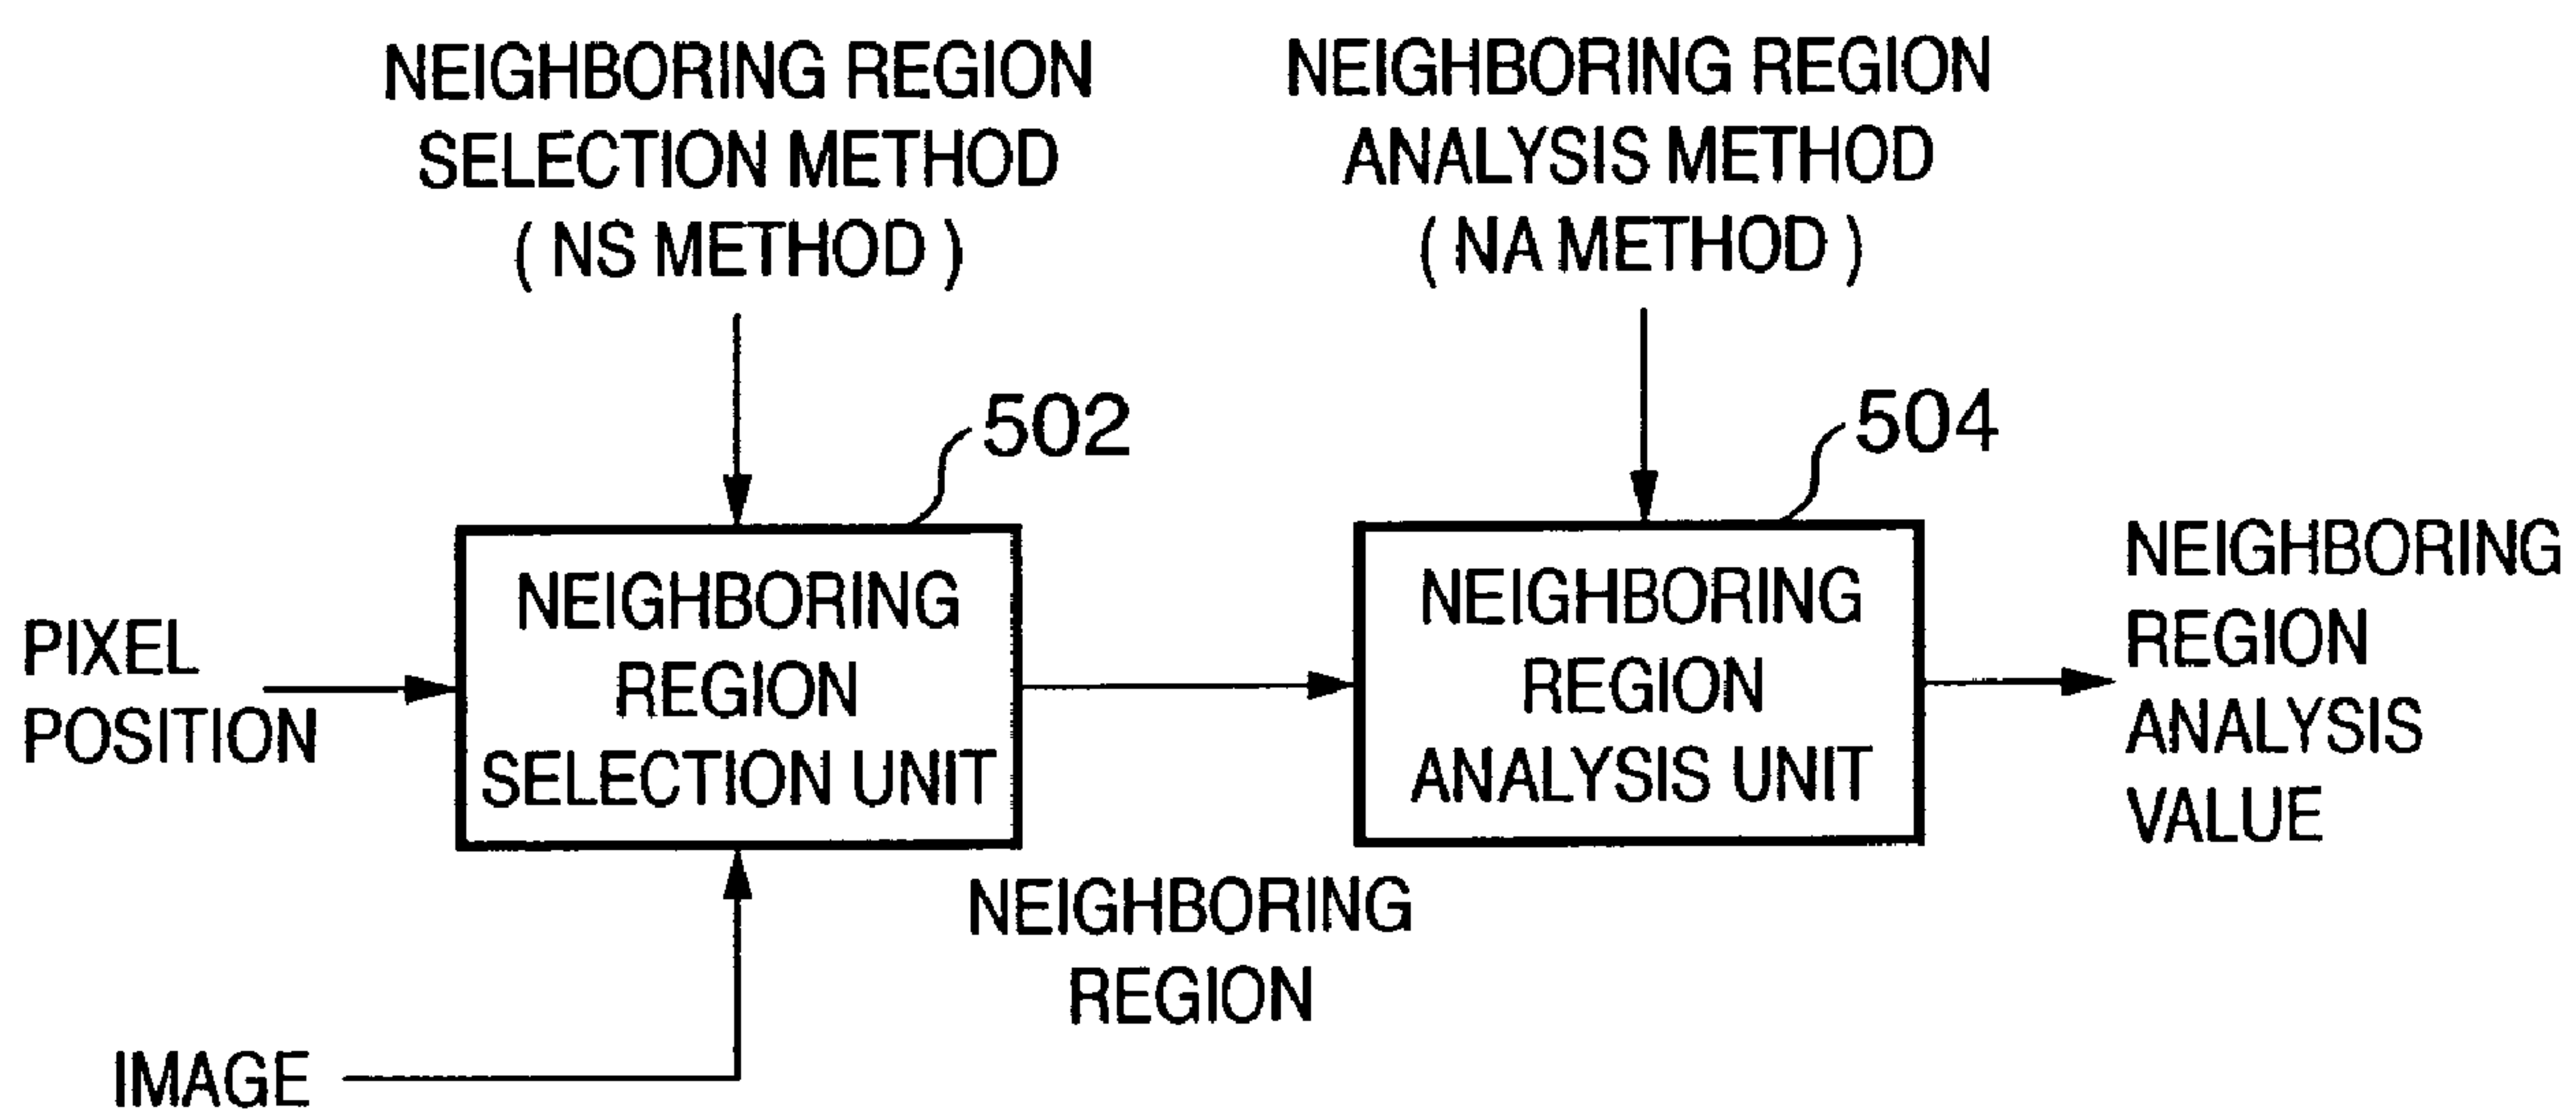 NEIGHBORING REGION
SELECTION METHOD
( NS METHOD )
NEIGHBORING REGION
ANALYSIS METHOD
( NA METHOD )
502
504
PIXEL
POSITION
NEIGHBORING
REGION
SELECTION UNIT
NEIGHBORING
REGION
ANALYSIS UNIT
NEIGHBORING
REGION
ANALYSIS
VALUE
NEIGHBORING
REGION
IMAGE